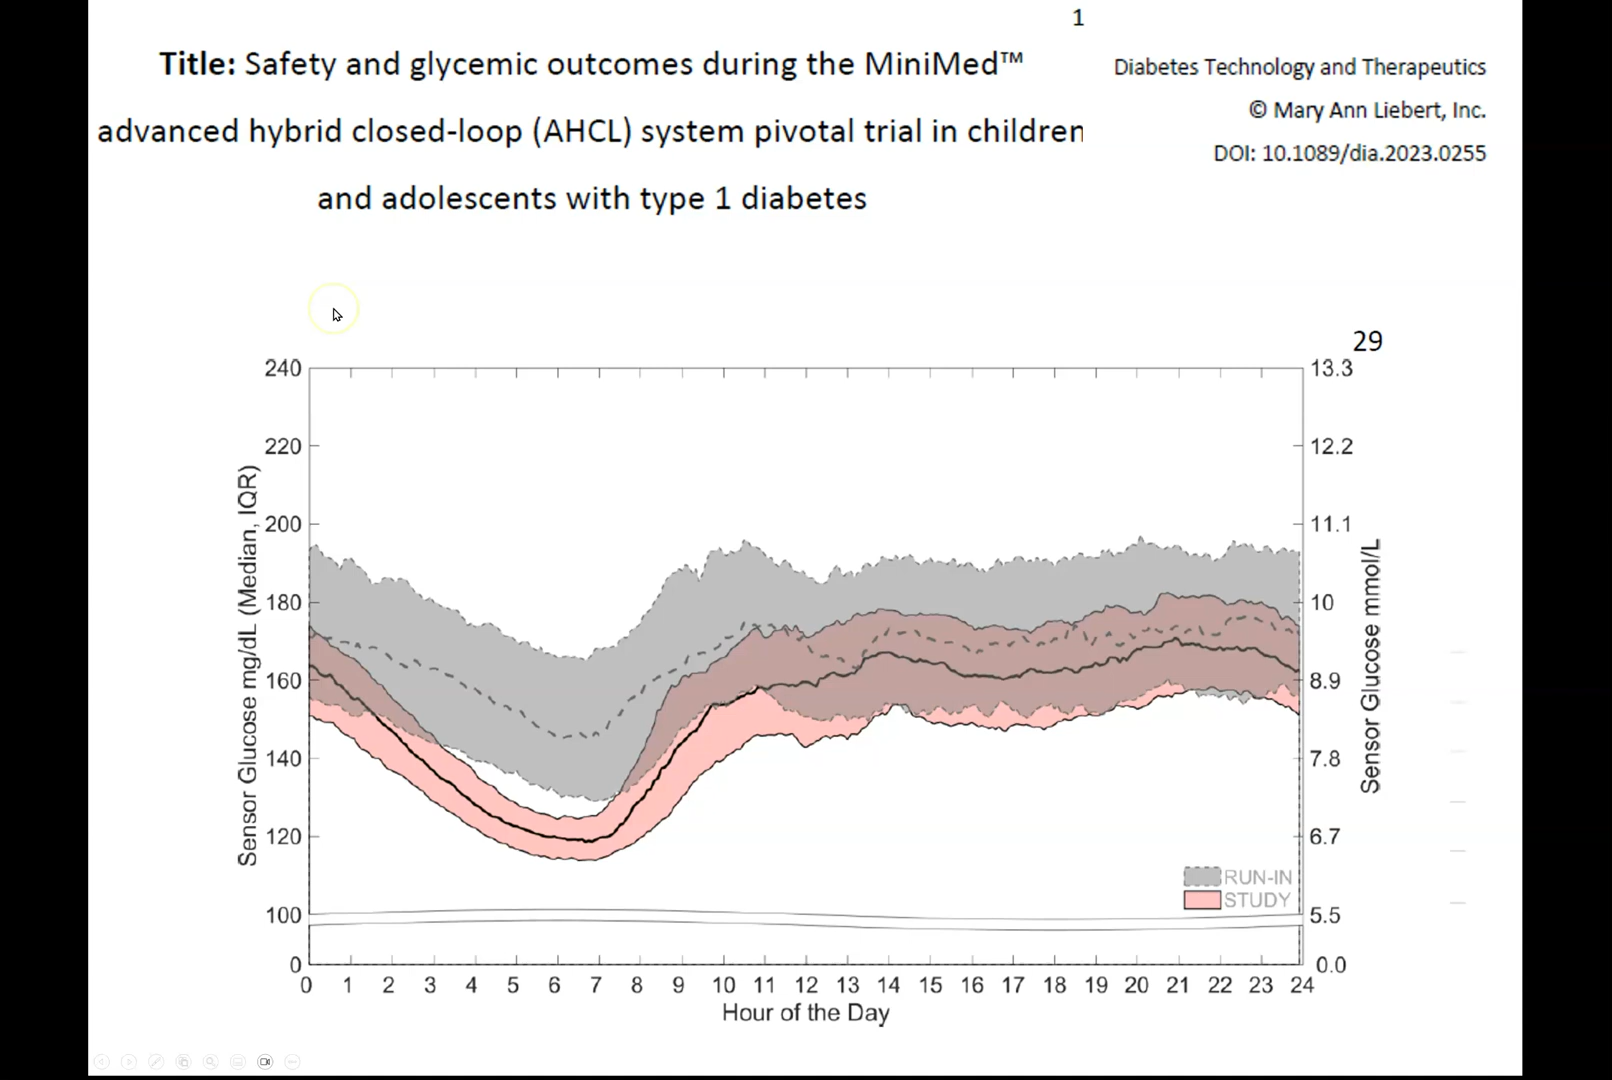 1
Title: Safety and glycemic outcomes during the MiniMed™
advanced hybrid closed-loop (AHCL) system pivotal trial in children
and adolescents with type 1 diabetes
Diabetes Technology and Therapeutics
© Mary Ann Liebert, Inc.
DOI: 10.1089/dia.2023.0255
29
Sensor Glucose mg/dL (Median, IQR)
240
220
200
180
160
140
120
100
0
13.3
12.2
11.1
10
8.9
7.8
6.7
5.5
0.0
Sensor Glucose mmol/L
RUN-IN
STUDY
0 1 2 3 4 5 6 7 8 9 10 11 12 13 14 15 16 17 18 19 20 21 22 23 24
Hour of the Day